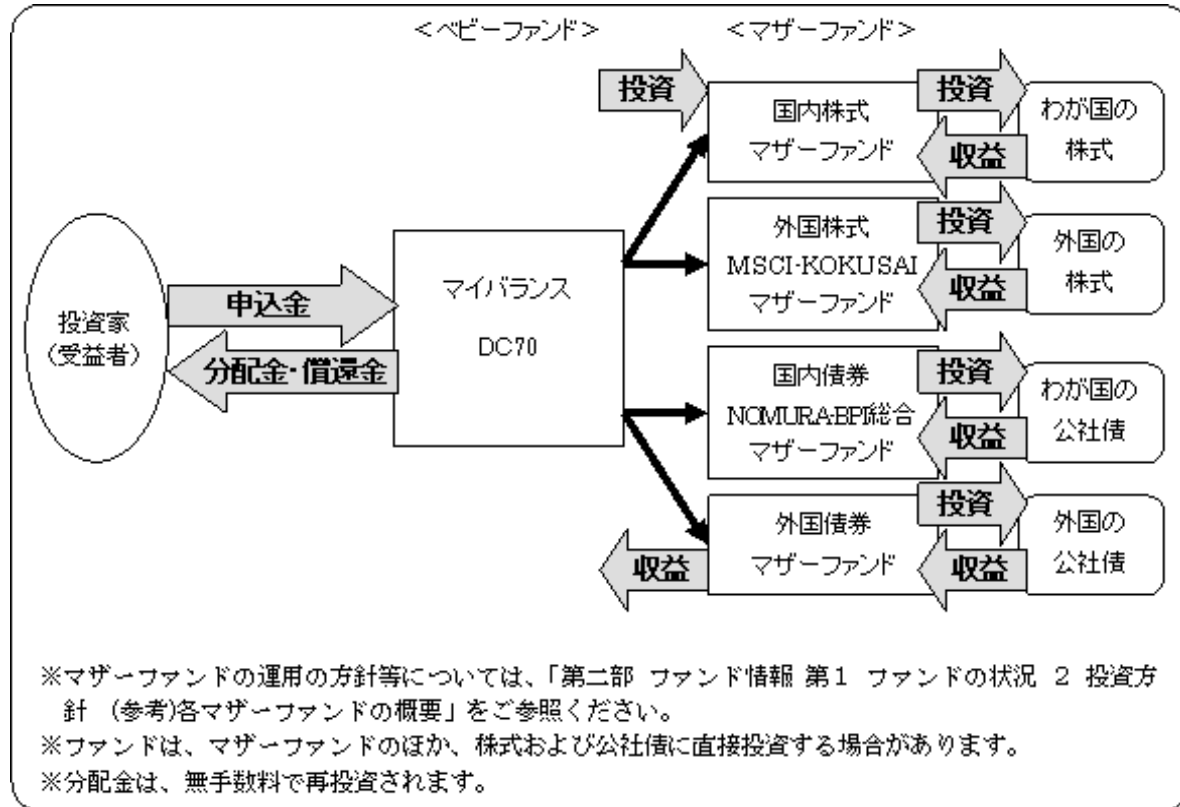 ＜ベビーファンド＞
＜マザーファンド＞
投資
国内株式
マザーファンド
投資
収益
わが国の
株式
外国株式
MSCI-KOKUSAI
マザーファンド
投資
収益
外国の
株式
投資家
（受益者）
申込金
分配金・償還金
マイバランス
DC70
国内債券
NOMURA-BPI総合
マザーファンド
投資
収益
わが国の
公社債
外国債券
マザーファンド
収益
投資
収益
外国の
公社債
※マザーファンドの運用の方針等については、「第二部 ファンド情報 第１ ファンドの状況 ２ 投資方
針 (参考)各マザーファンドの概要」をご参照ください。
※ファンドは、マザーファンドのほか、株式および公社債に直接投資する場合があります。
※分配金は、無手数料で再投資されます。